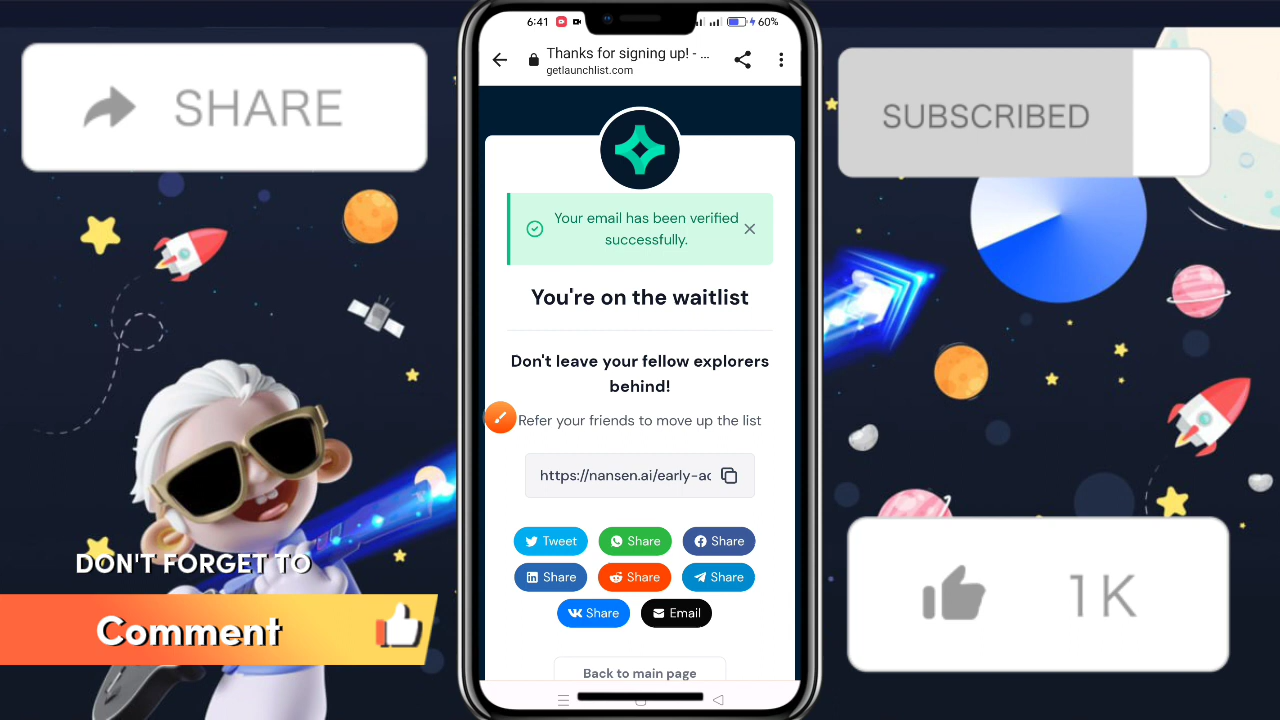 SHARE
DON'T FORGET TO
Comment
6:41
60%
Thanks for signing up! - ...
getlaunchlist.com
Your email has been verified
successfully.
You're on the waitlist
Don't leave your fellow explorers
behind!
Refer your friends to move up the list
https://nansen.ai/early-ac
Tweet
Share
Share
Share
Share
Share
Share
Email
Back to main page
SUBSCRIBED
1K